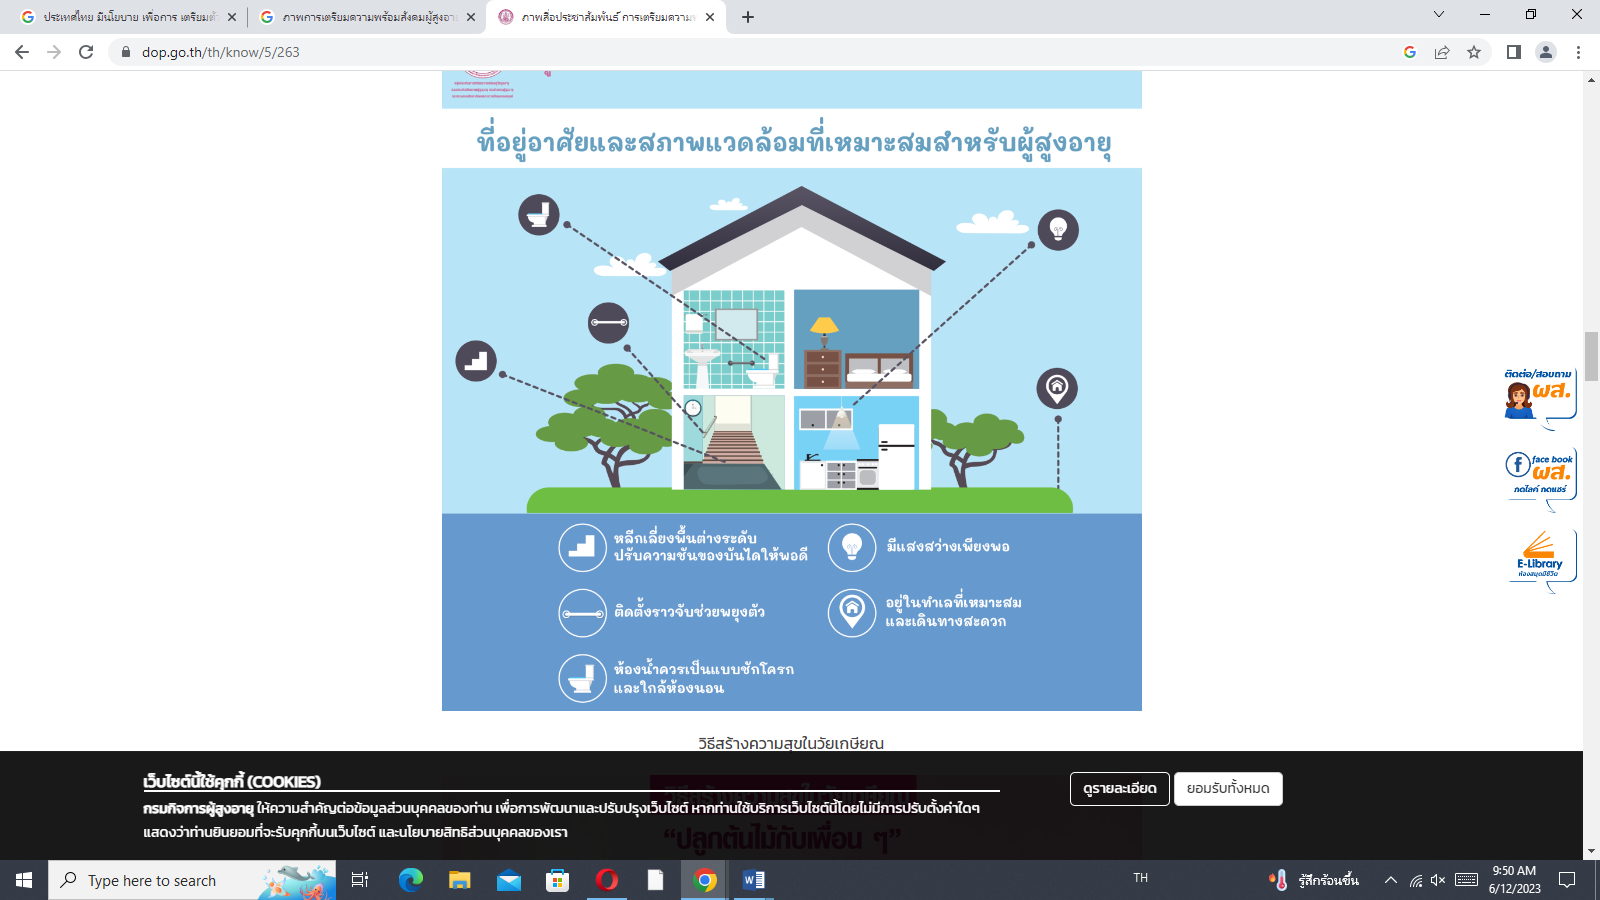 ประเทศไทย มีนโยบาย เพื่อการ เตรียมตัว
ภาพการเตรียมความพร้อมสังคมผู้สูงอายุ
ภาพสื่อประชาสัมพันธ์ การเตรียมความพ
dop.go.th/th/know/5/263
ที่อยู่อาศัยและสภาพแวดล้อมที่เหมาะสมสำหรับผู้สูงอายุ
หลีกเลี่ยงพื้นต่างระดับ
ปรับความชันของบันไดให้พอดี
มีแสงสว่างเพียงพอ
ติดตั้งราวจับช่วยพยุงตัว
อยู่ในทำเลที่เหมาะสม
และเดินทางสะดวก
ห้องน้ำควรเป็นแบบชักโครก
และใกล้ห้องนอน
ติดต่อ/สอบถาม
ผส.
face book
ผส.
กดไลค์ กดแชร์
E-Library
ห้องสมุดมีชีวิต
วิธีสร้างความสุขในวัยเกษียณ
เว็บไซต์นี้ใช้คุกกี้ (COOKIES)
กรมกิจการผู้สูงอายุ ให้ความสำคัญต่อข้อมูลส่วนบุคคลของท่าน เพื่อการพัฒนาและปรับปรุงเว็บไซต์ หากท่านใช้บริการเว็บไซต์นี้โดยไม่มีการปรับตั้งค่าใดๆ
แสดงว่าท่านยินยอมที่จะรับคุกกี้บนเว็บไซต์ และนโยบายสิทธิส่วนบุคคลของเรา
ดูรายละเอียด
ยอมรับทั้งหมด
“ปลูกต้นไม้กับเพื่อน ๆ”
Type here to search
TH
รู้สึกร้อนขึ้น
9:50 AM
6/12/2023